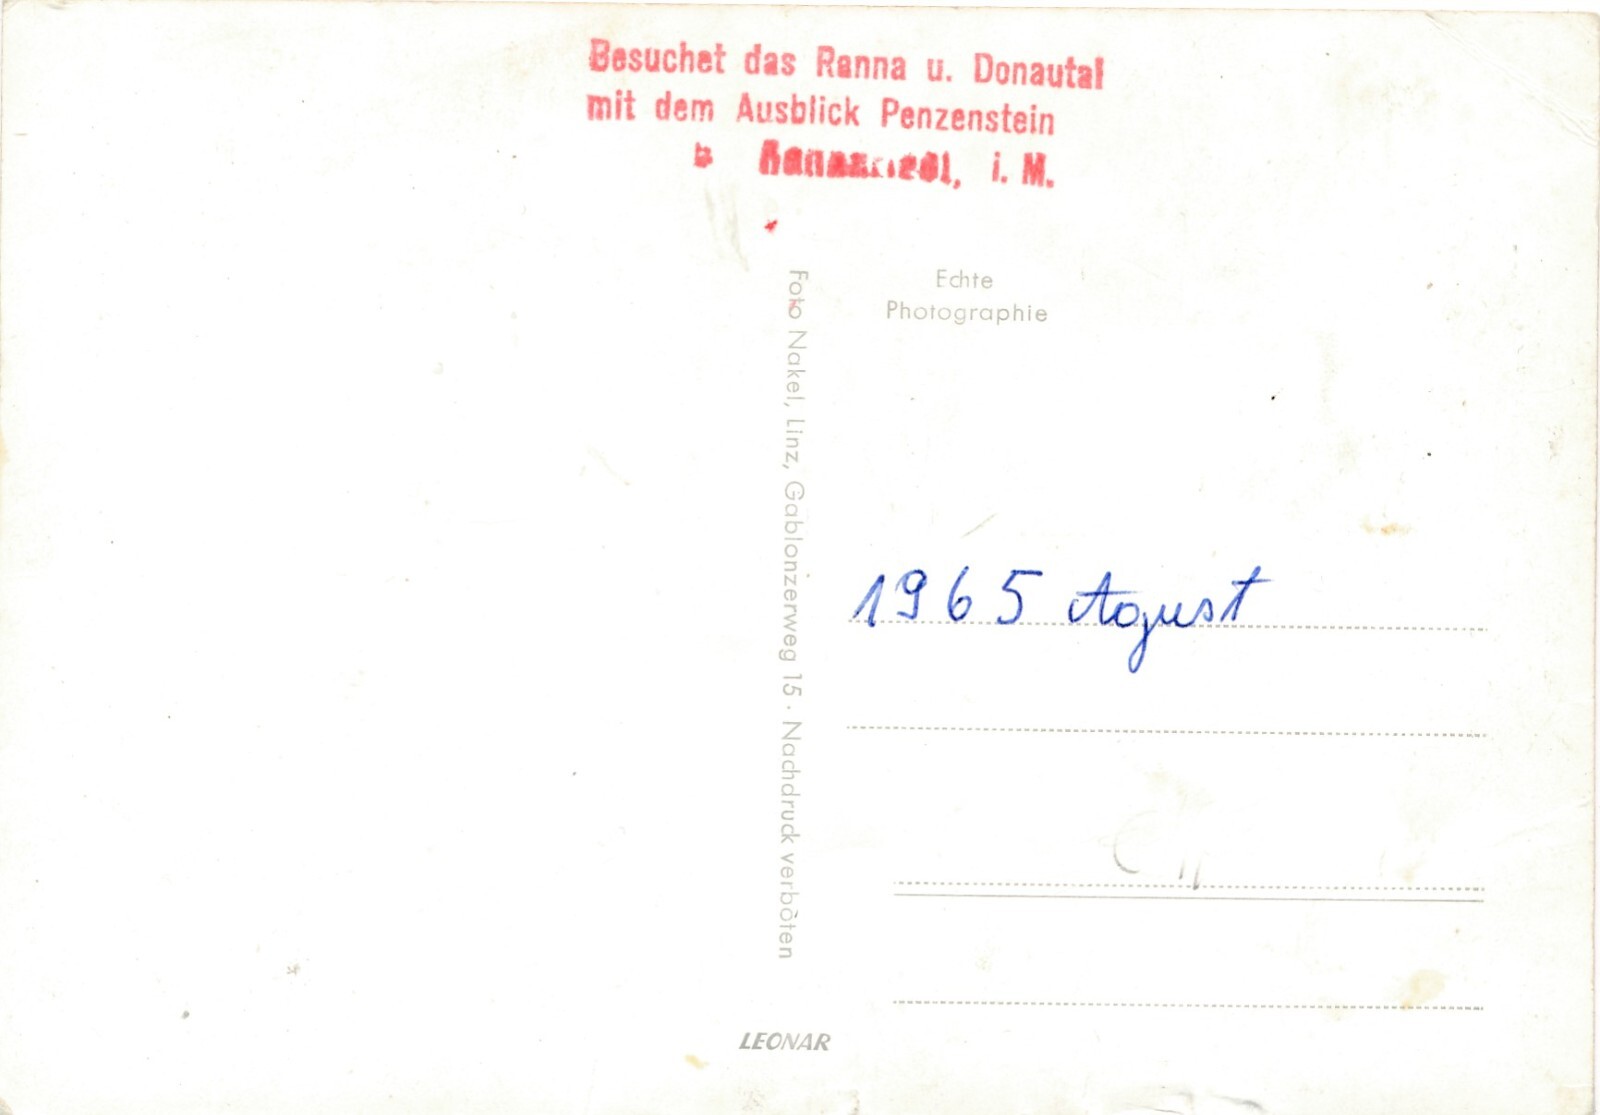 Besuchet das Ranna u. Donautal
mit dem Ausblick Penzenstein
i. M.
Echte
Photographie
Foto Nakel, Linz, Gablonzerweg 15 · Nachdruck verboten
1965 Agust
LEONAR